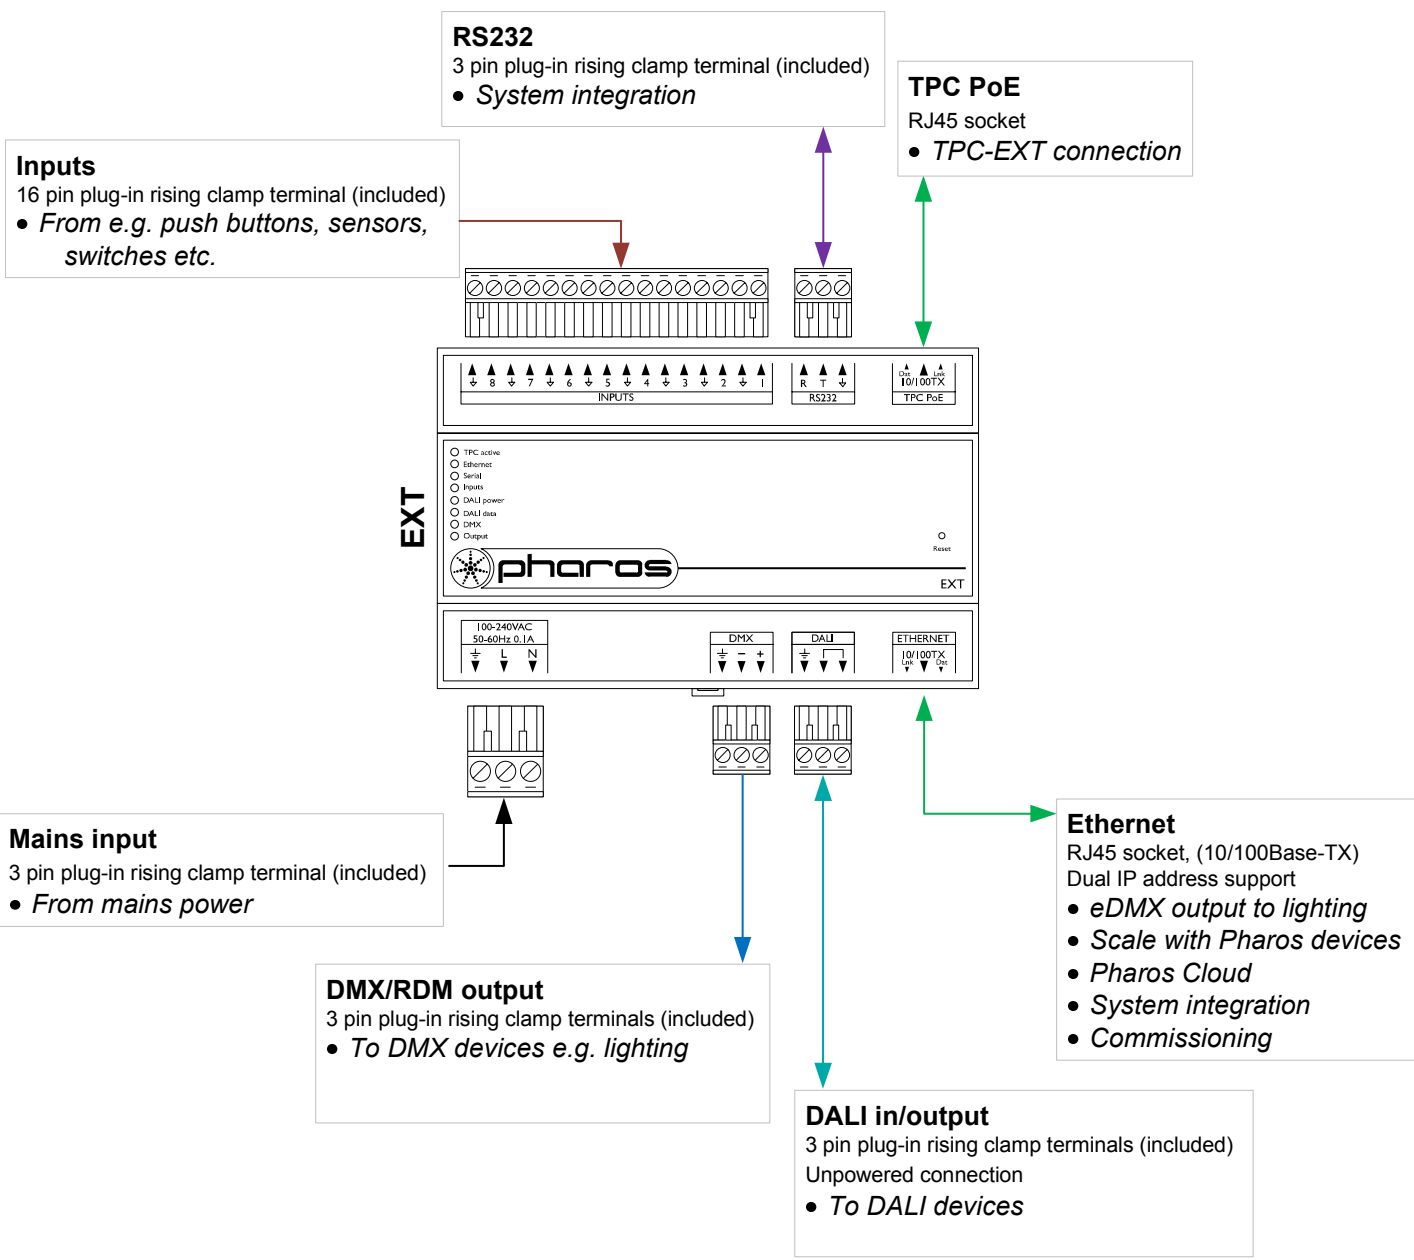 RS232
3 pin plug-in rising clamp terminal (included)
• System integration
TPC PoE
RJ45 socket
• TPC-EXT connection
Inputs
16 pin plug-in rising clamp terminal (included)
• From e.g. push buttons, sensors,
switches etc.
8 7 6 5 4 3 2 1
INPUTS
R T
RS232
Dat Lnk
10/100TX
TPC PoE
EXT
TPC active
Ethernet
Serial
Inputs
DALI power
DALI data
DMX
Output
pharos
Reset
EXT
100-240VAC
50-60Hz 0.1A
L N
DMX
– +
DALI
ETHERNET
10/100TX
Lnk Dat
Mains input
3 pin plug-in rising clamp terminal (included)
• From mains power
DMX/RDM output
3 pin plug-in rising clamp terminals (included)
• To DMX devices e.g. lighting
DALI in/output
3 pin plug-in rising clamp terminals (included)
Unpowered connection
• To DALI devices
Ethernet
RJ45 socket, (10/100Base-TX)
Dual IP address support
• eDMX output to lighting
• Scale with Pharos devices
• Pharos Cloud
• System integration
• Commissioning